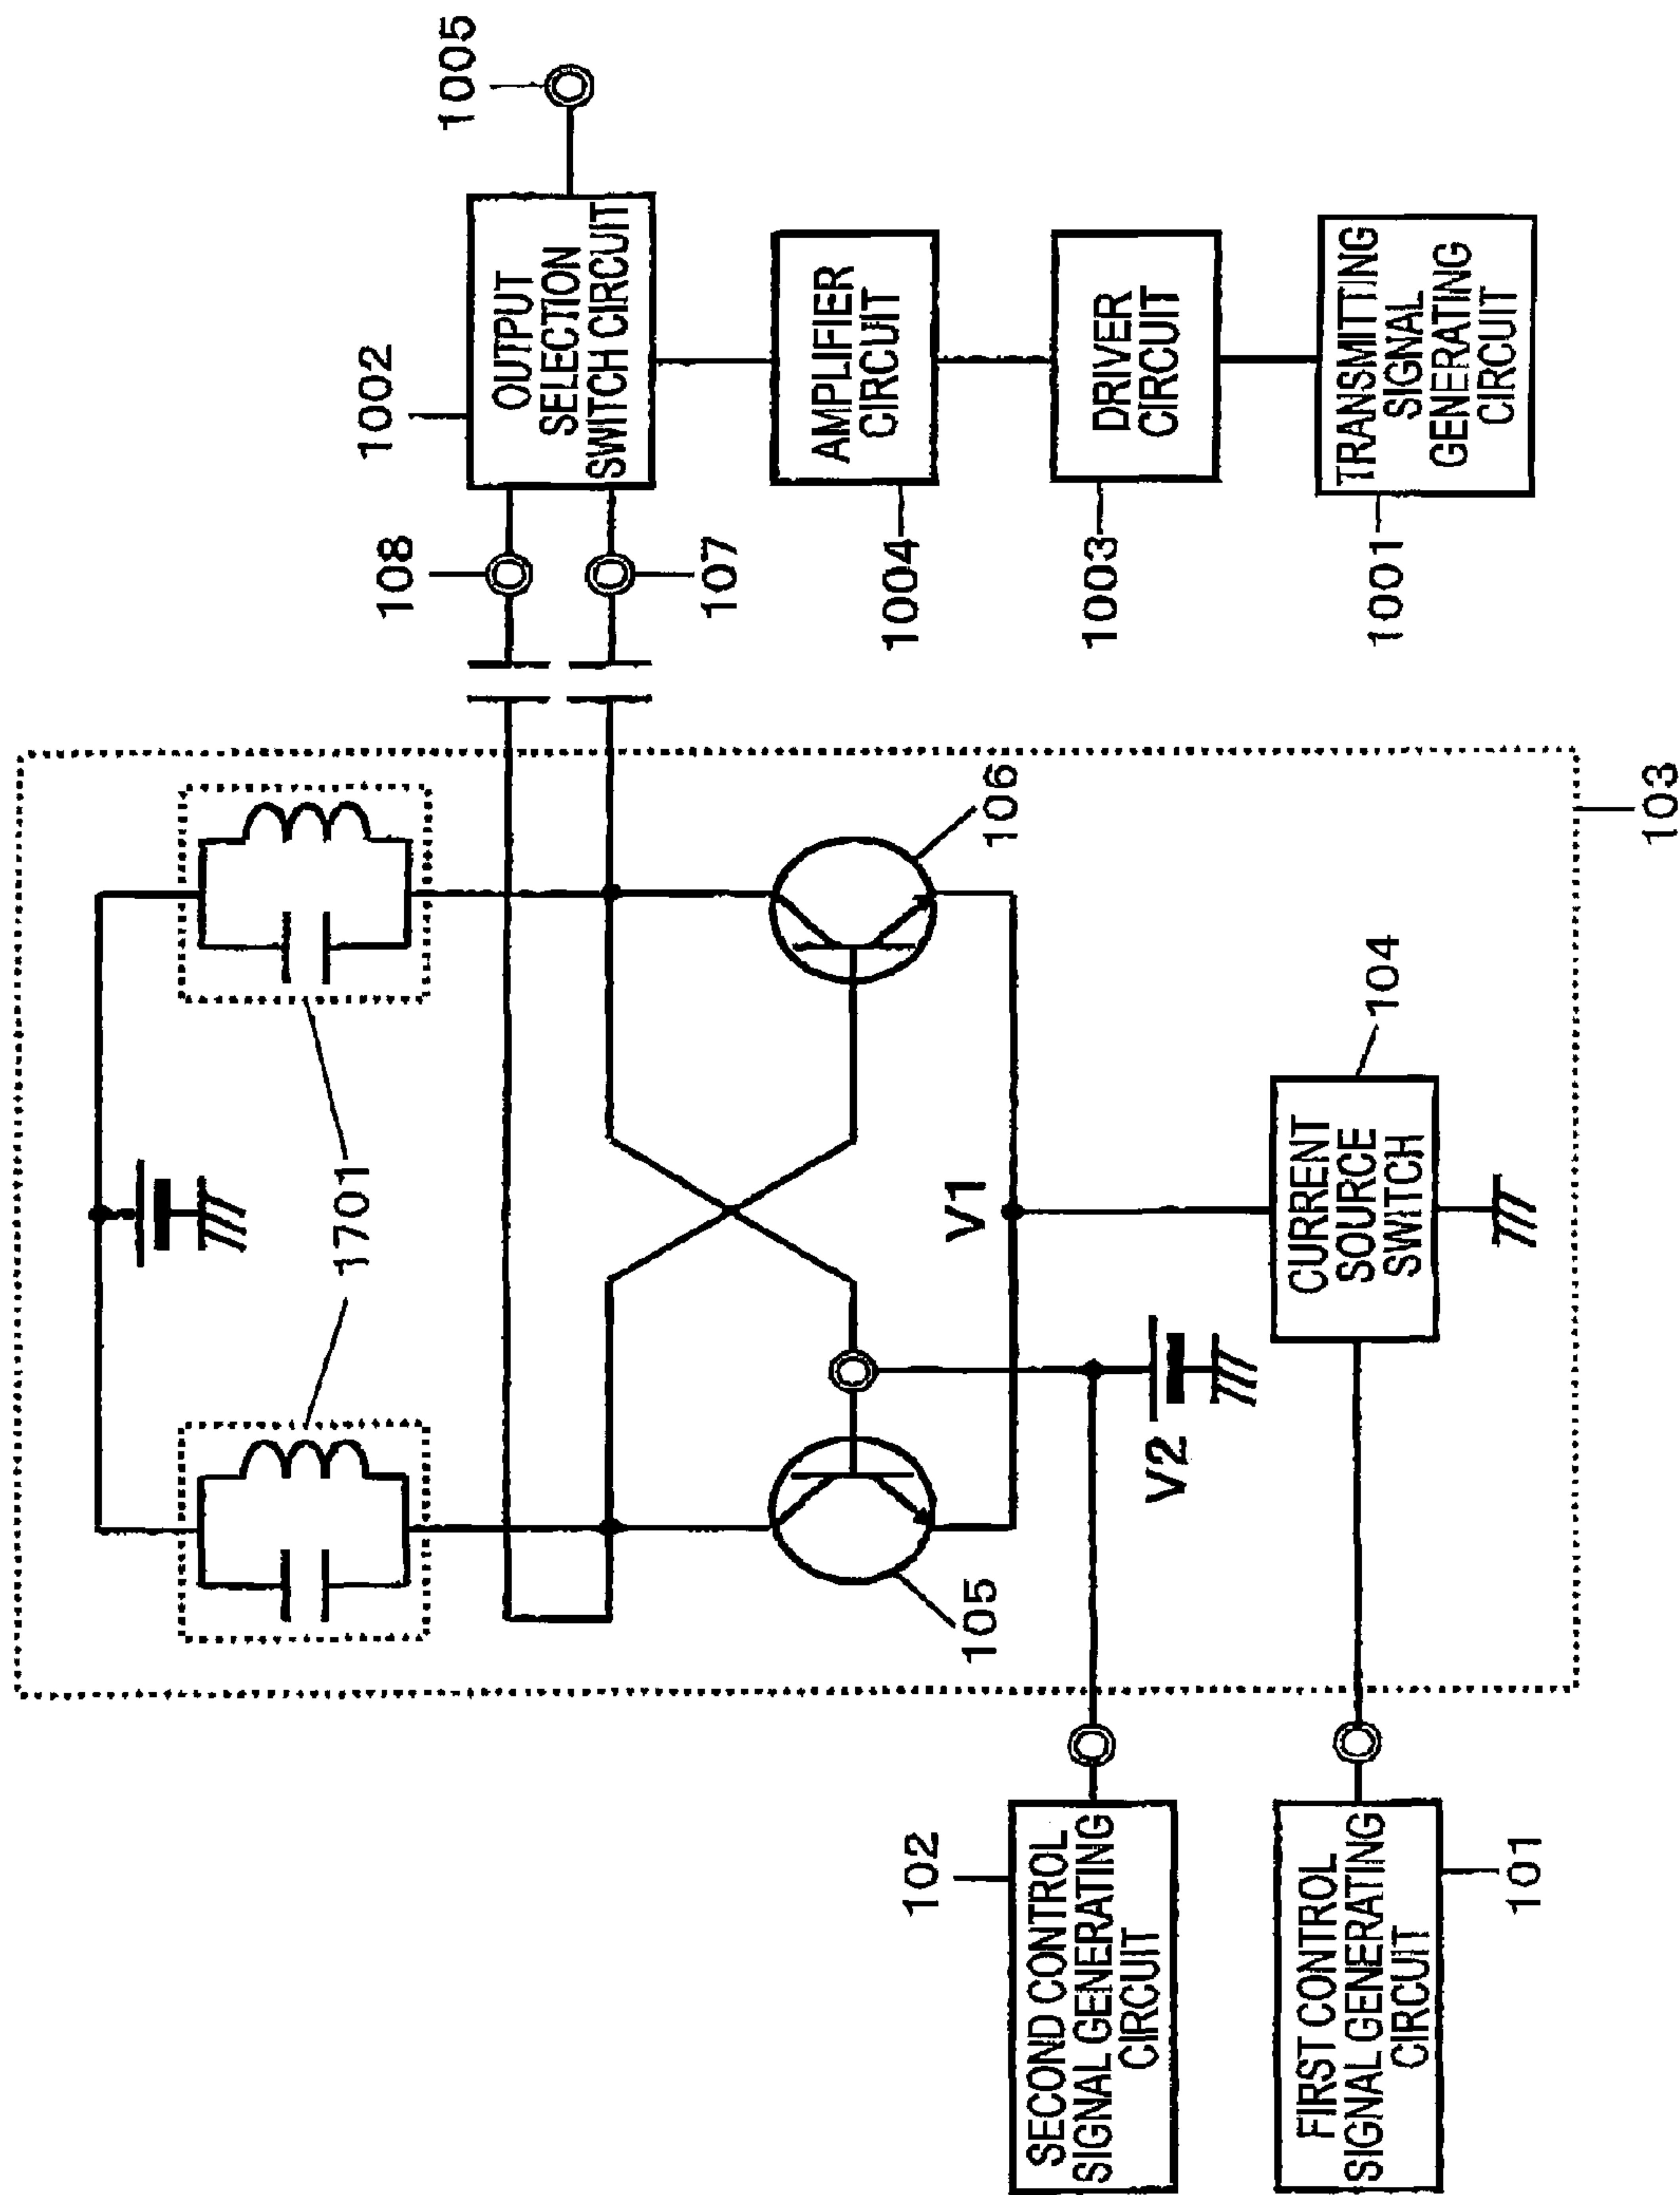 1005
1002
OUTPUT
SELECTION
SWITCH CIRCUIT
108
107
AMPLIFIER
CIRCUIT
1004
DRIVER
CIRCUIT
1003
TRANSMITTING
SIGNAL
GENERATING
CIRCUIT
1001
1701
106
105
V1
V2
CURRENT
SOURCE
SWITCH
104
103
102
SECOND CONTROL
SIGNAL GENERATING
CIRCUIT
FIRST CONTROL
SIGNAL GENERATING
CIRCUIT
101